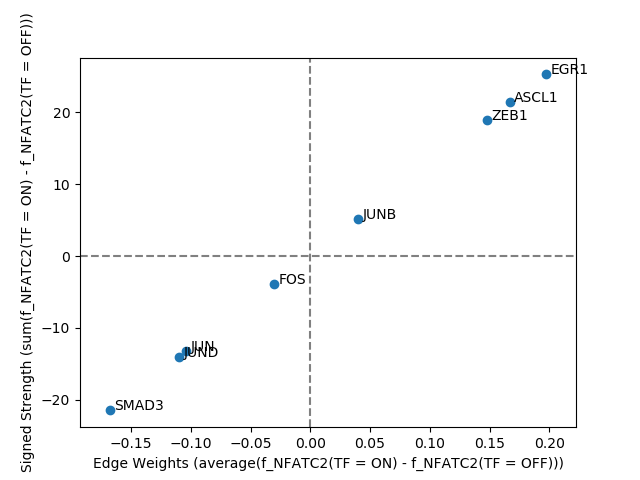 Signed Strength (sum(f_NFATC2(TF = ON) - f_NFATC2(TF = OFF)))
20
10
0
−10
−20
EGR1
ASCL1
ZEB1
JUNB
FOS
JUN
JUND
SMAD3
−0.15 −0.10 −0.05 0.00 0.05 0.10 0.15 0.20
Edge Weights (average(f_NFATC2(TF = ON) - f_NFATC2(TF = OFF)))